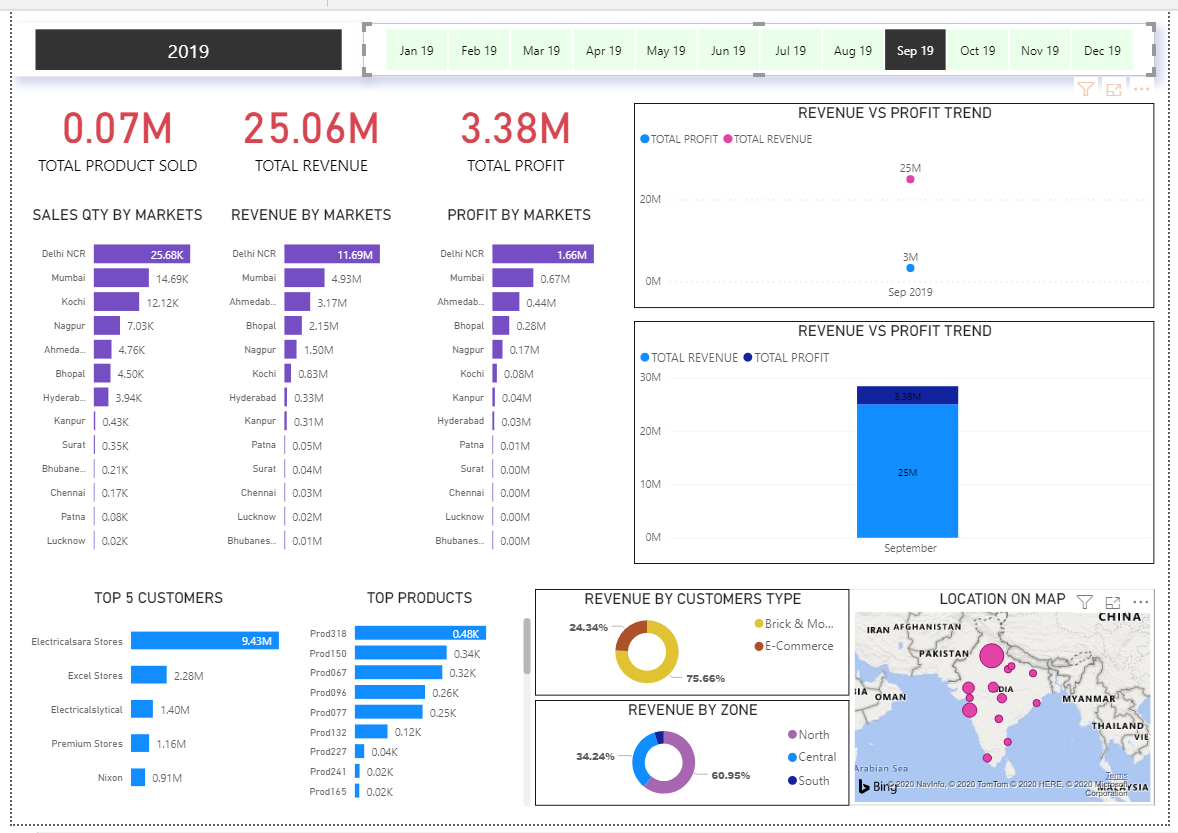 2019
Jan 19 Feb 19 Mar 19 Apr 19 May 19 Jun 19 Jul 19 Aug 19 Sep 19 Oct 19 Nov 19 Dec 19
0.07M
TOTAL PRODUCT SOLD
25.06M
TOTAL REVENUE
3.38M
TOTAL PROFIT
SALES QTY BY MARKETS
Delhi NCR 25.68K
Mumbai 14.69K
Kochi 12.12K
Nagpur 7.03K
Ahmeda... 4.76K
Bhopal 4.50K
Hyderab... 3.94K
Kanpur 0.43K
Surat 0.35K
Bhubane... 0.21K
Chennai 0.17K
Patna 0.08K
Lucknow 0.02K
REVENUE BY MARKETS
Delhi NCR 11.69M
Mumbai 4.93M
Ahmedab... 3.17M
Bhopal 2.15M
Nagpur 1.50M
Kochi 0.83M
Hyderabad 0.33M
Kanpur 0.31M
Patna 0.05M
Surat 0.04M
Chennai 0.03M
Lucknow 0.02M
Bhubanes... 0.01M
PROFIT BY MARKETS
Delhi NCR 1.66M
Mumbai 0.67M
Ahmedab... 0.44M
Bhopal 0.28M
Nagpur 0.17M
Kochi 0.08M
Kanpur 0.04M
Hyderabad 0.03M
Patna 0.01M
Surat 0.00M
Chennai 0.00M
Lucknow 0.00M
Bhubanes... 0.00M
REVENUE VS PROFIT TREND
TOTAL PROFIT TOTAL REVENUE
25M
20M
3M
0M
Sep 2019
REVENUE VS PROFIT TREND
TOTAL REVENUE TOTAL PROFIT
30M
3.38M
20M
25M
10M
0M
September
TOP 5 CUSTOMERS
Electricalsara Stores 9.43M
Excel Stores 2.28M
Electricalslytical 1.40M
Premium Stores 1.16M
Nixon 0.91M
TOP PRODUCTS
Prod318 0.48K
Prod150 0.34K
Prod067 0.32K
Prod096 0.26K
Prod077 0.25K
Prod132 0.12K
Prod227 0.04K
Prod241 0.02K
Prod165 0.02K
REVENUE BY CUSTOMERS TYPE
24.34%
75.66%
Brick & Mo...
E-Commerce
REVENUE BY ZONE
34.24%
60.95%
North
Central
South
LOCATION ON MAP
CHINA
IRAN AFGHANISTAN
PAKISTAN
DIA
IA
OMAN
MYANMAR
THAILAND
VIE
Arabian Sea
Terms
Bing
© 2020 NavInfo, © 2020 TomTom © 2020 HERE, © 2020 Microsoft
Corporation
MALAYSIA